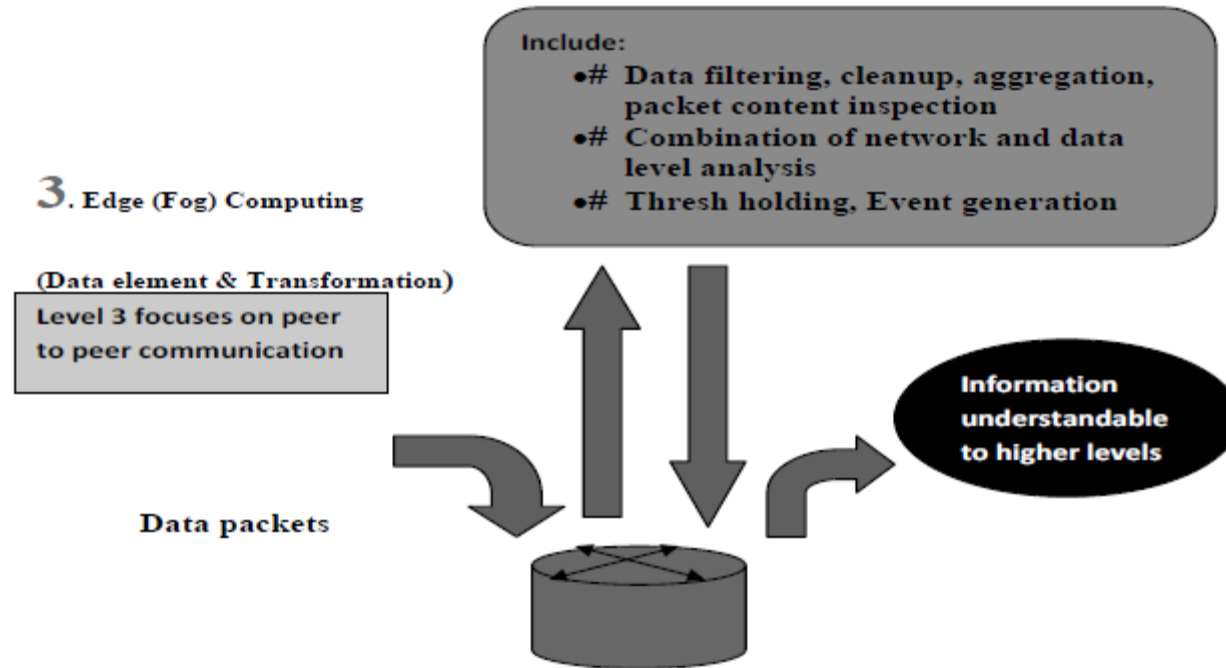 Include:
•# Data filtering, cleanup, aggregation,
packet content inspection
•# Combination of network and data
level analysis
•# Thresh holding, Event generation
3. Edge (Fog) Computing
(Data element & Transformation)
Level 3 focuses on peer
to peer communication
Information
understandable
to higher levels
Data packets